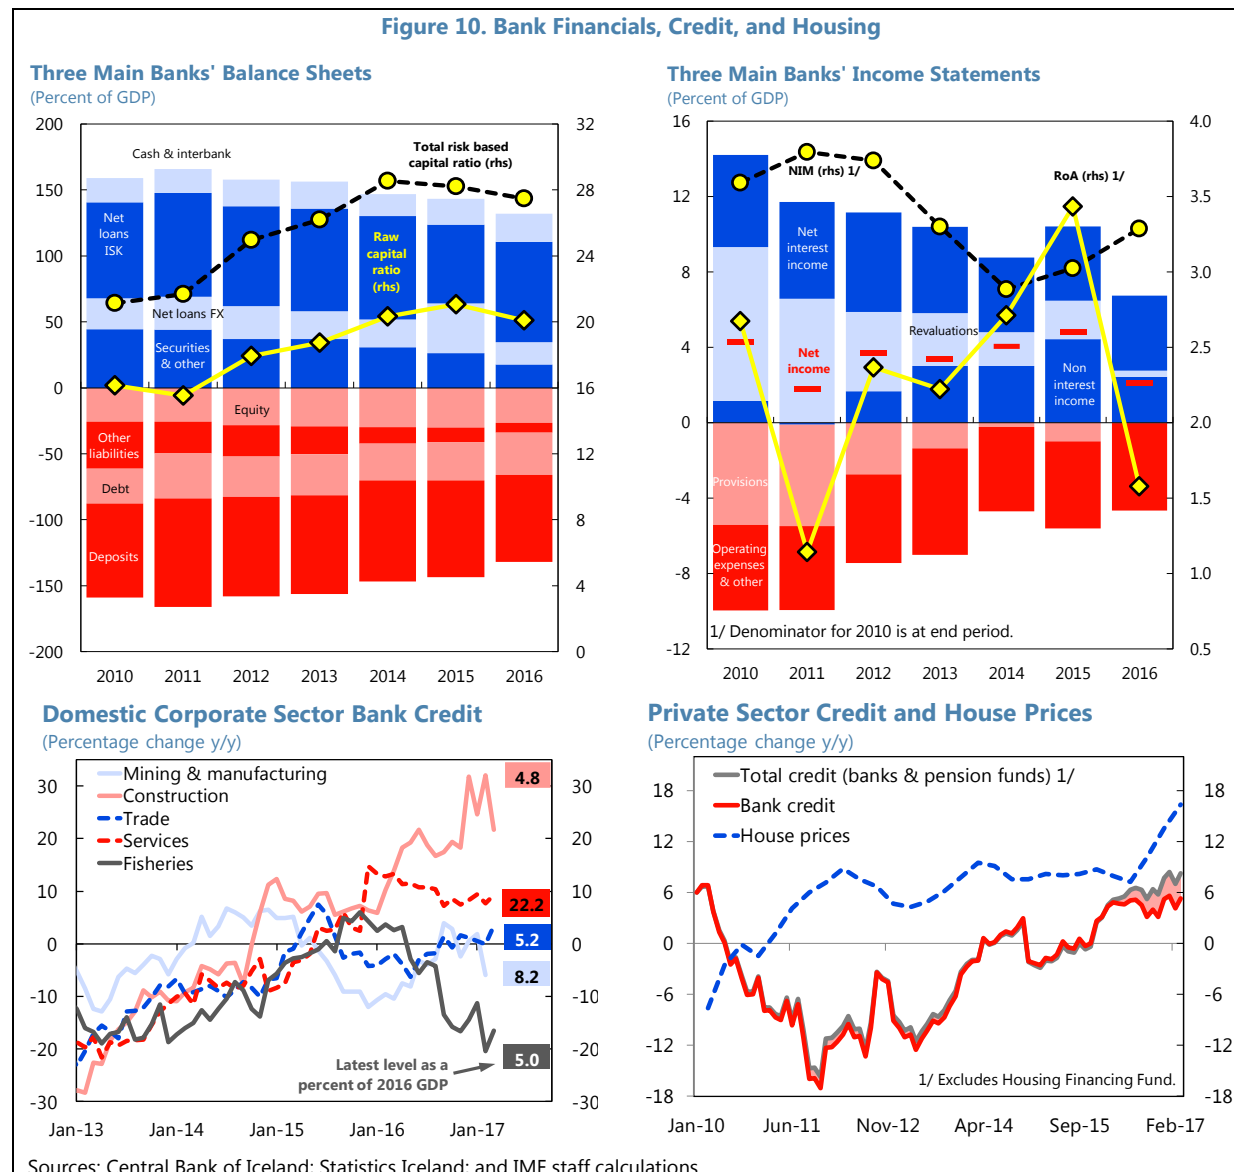 Figure 10. Bank Financials, Credit, and Housing
Three Main Banks' Balance Sheets
(Percent of GDP)
200
150
100
50
0
-50
-100
-150
-200
32
28
24
20
16
12
8
4
0
Cash & interbank
Total risk based
capital ratio (rhs)
Net
loans
ISK
Raw
capital
ratio
(rhs)
Net loans FX
Securities
& other
Equity
Other
liabilities
Debt
Deposits
2010 2011 2012 2013 2014 2015 2016
Three Main Banks' Income Statements
(Percent of GDP)
16
12
8
4
0
-4
-8
-12
4.0
3.5
3.0
2.5
2.0
1.5
1.0
0.5
NIM (rhs) 1/
RoA (rhs) 1/
Net
interest
income
Revaluations
Net
income
Non
interest
income
Provisions
Operating
expenses
& other
1/ Denominator for 2010 is at end period.
2010 2011 2012 2013 2014 2015 2016
Domestic Corporate Sector Bank Credit
(Percentage change y/y)
30
20
10
0
-10
-20
-30
30
20
10
0
-10
-20
-30
Mining & manufacturing
Construction
Trade
Services
Fisheries
4.8
22.2
5.2
8.2
5.0
Latest level as a
percent of 2016 GDP
Jan-13 Jan-14 Jan-15 Jan-16 Jan-17
Private Sector Credit and House Prices
(Percentage change y/y)
18
12
6
0
-6
-12
-18
18
12
6
0
-6
-12
-18
Total credit (banks & pension funds) 1/
Bank credit
House prices
1/ Excludes Housing Financing Fund.
Jan-10 Jun-11 Nov-12 Apr-14 Sep-15 Feb-17
Sources: Central Bank of Iceland; Statistics Iceland; and IMF staff calculations